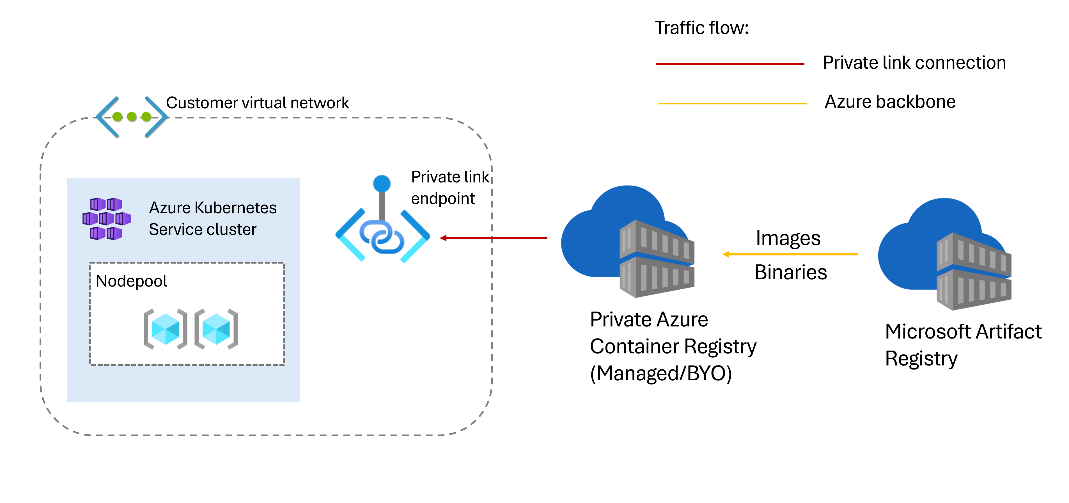 Traffic flow:
Private link connection
Azure backbone
Customer virtual network
Azure Kubernetes
Service cluster
Nodepool
Private link
endpoint
Images
Binaries
Private Azure
Container Registry
(Managed/BYO)
Microsoft Artifact
Registry